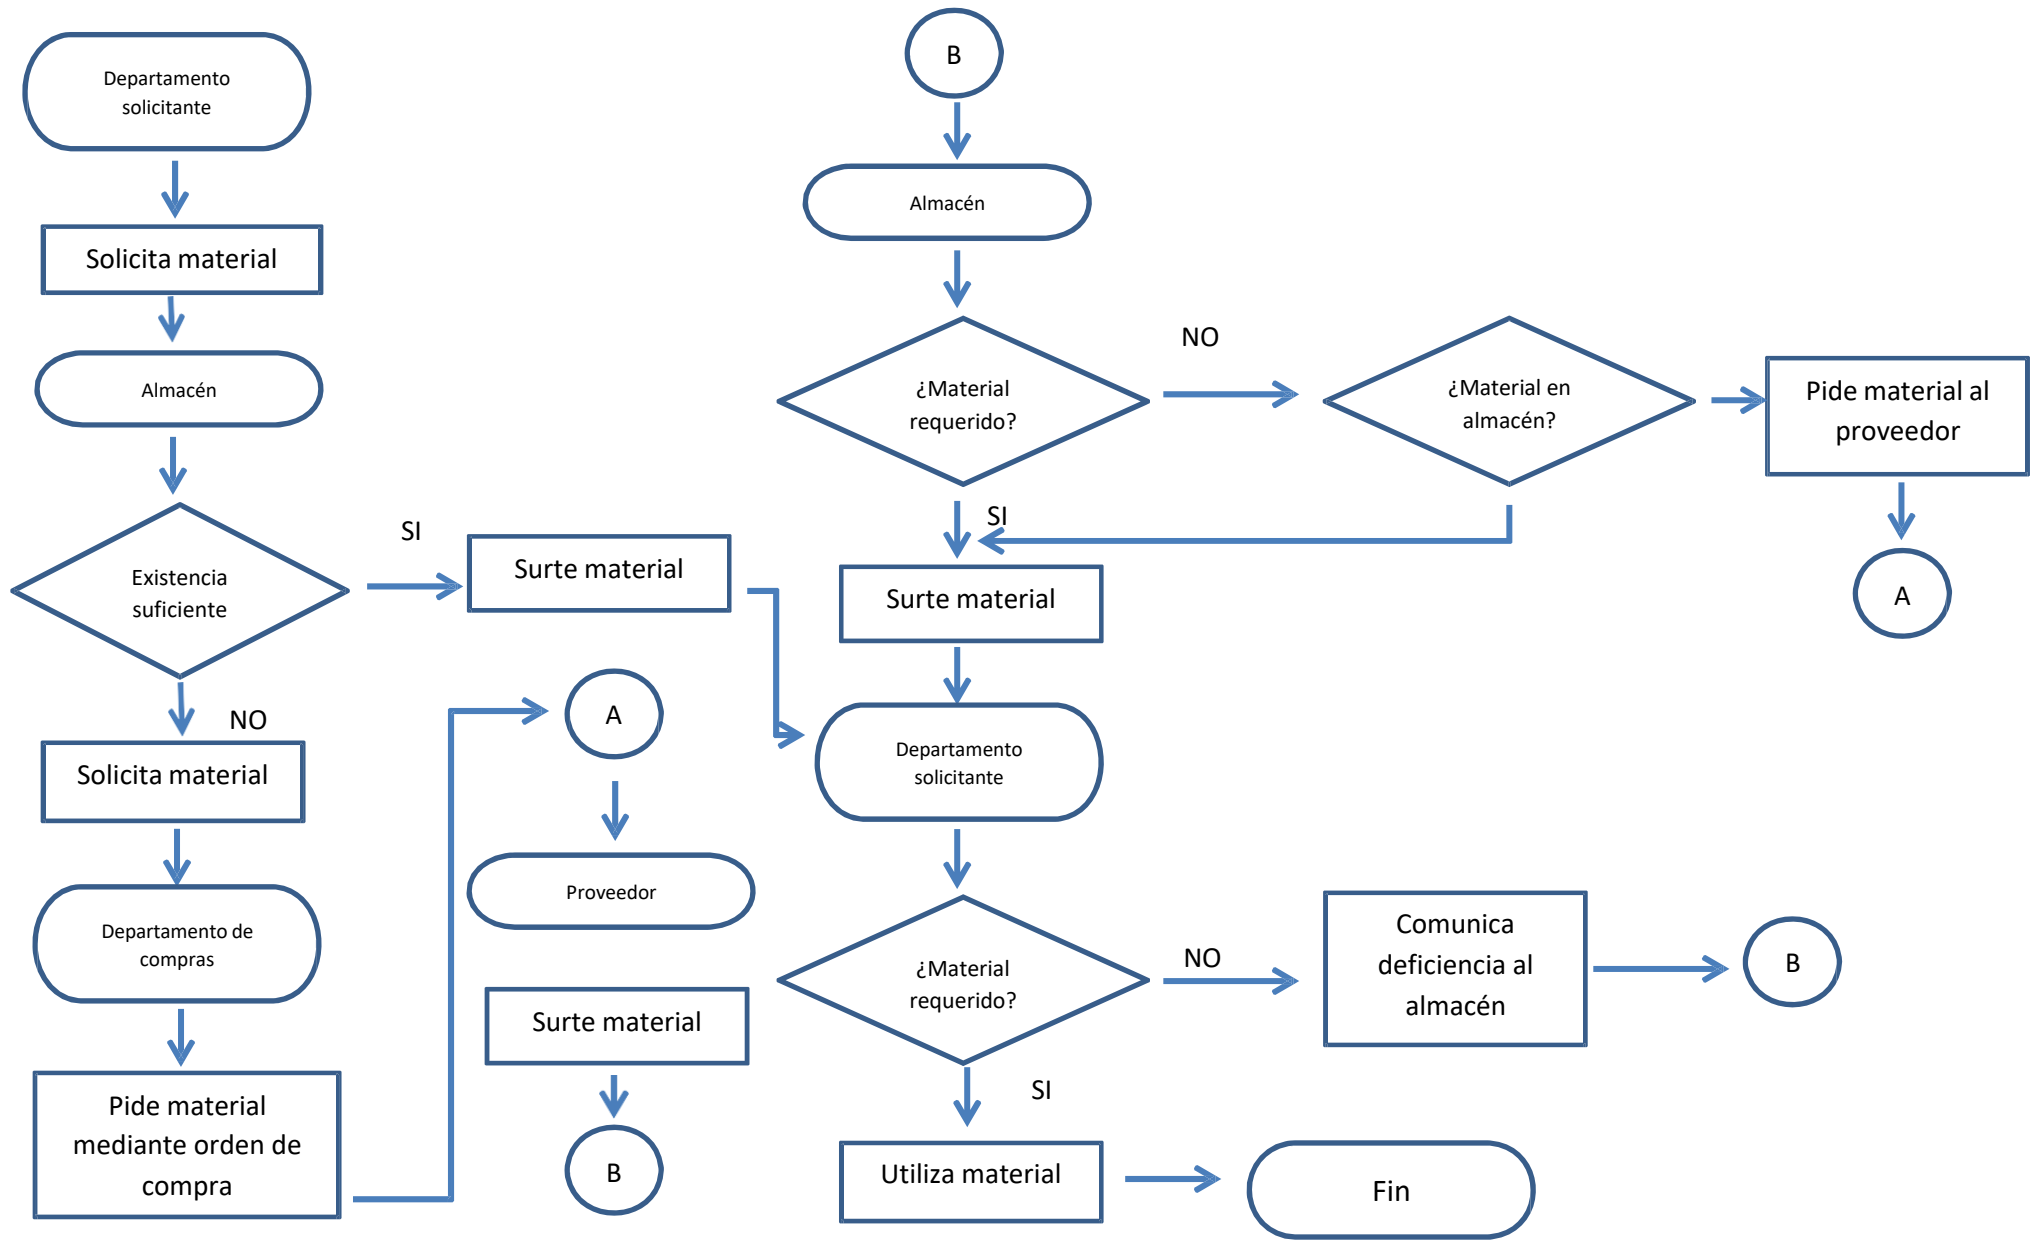 Departamento
solicitante
Solicita material
Almacén
Existencia
suficiente
SI
Surte material
NO
Solicita material
Departamento de
compras
Pide material
mediante orden de
compra
A
Proveedor
Surte material
B
B
Almacén
¿Material
requerido?
NO
¿Material en
almacén?
Pide material al
proveedor
A
SI
Surte material
Departamento
solicitante
¿Material
requerido?
NO
Comunica
deficiencia al
almacén
B
SI
Utiliza material
Fin